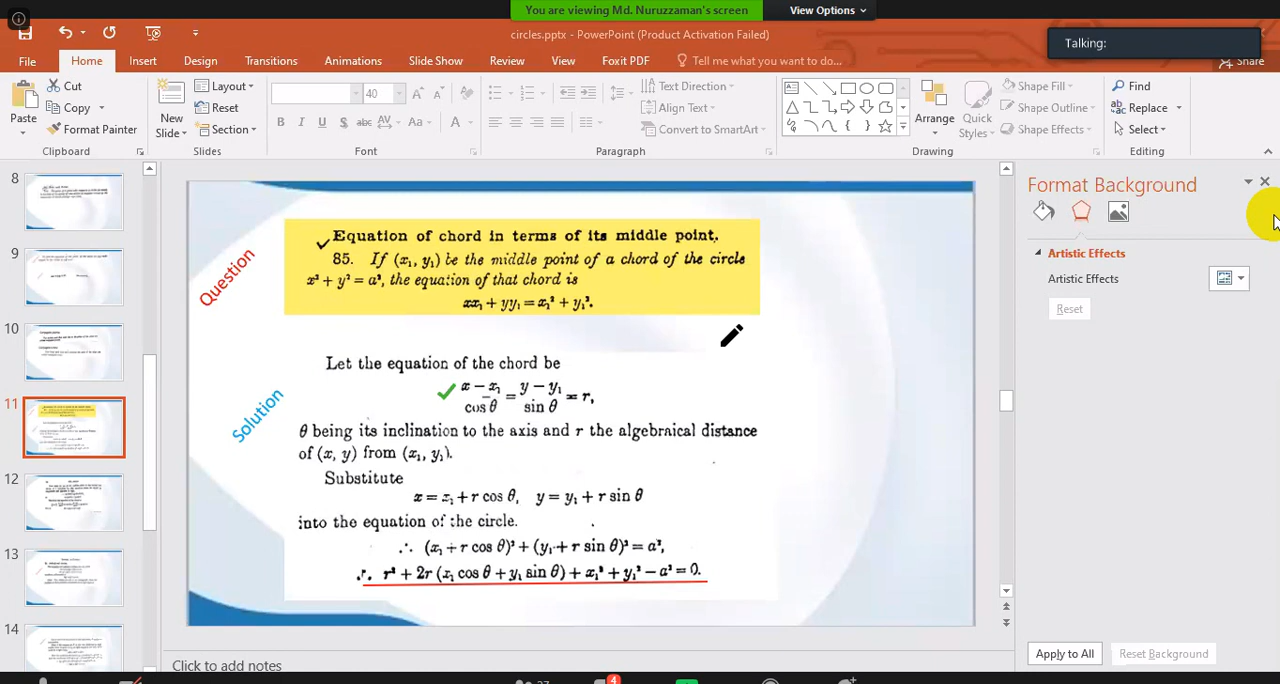 You are viewing Md. Nuruzzaman's screen
View Options
circles.pptx - PowerPoint (Product Activation Failed)
Talking:
File
Home
Insert
Design
Transitions
Animations
Slide Show
Review
View
Foxit PDF
Tell me what you want to do...
Share
Paste
Cut
Copy
Format Painter
Clipboard
New
Slide
Layout
Reset
Section
Slides
40
B I U S abc AV Aa A
Font
Text Direction
Align Text
Convert to SmartArt
Paragraph
Arrange
Quick
Styles
Shape Fill
Shape Outline
Shape Effects
Drawing
Find
Replace
Select
Editing
8
9
10
11
12
13
14
Question
Equation of chord in terms of its middle point.
85. If (x₁, y₁) be the middle point of a chord of the circle
x² + y² = a², the equation of that chord is
xx₁ + yy₁ = x₁² + y₁².
Solution
Let the equation of the chord be
(x − x₁)/cos θ = (y − y₁)/sin θ = r,
θ being its inclination to the axis and r the algebraical distance
of (x, y) from (x₁, y₁).
Substitute
x = x₁ + r cos θ, y = y₁ + r sin θ
into the equation of the circle.
∴ (x₁ + r cos θ)² + (y₁ + r sin θ)² = a²,
∴ r² + 2r (x₁ cos θ + y₁ sin θ) + x₁² + y₁² − a² = 0.
Click to add notes
Format Background
Artistic Effects
Artistic Effects
Reset
Apply to All
Reset Background
4